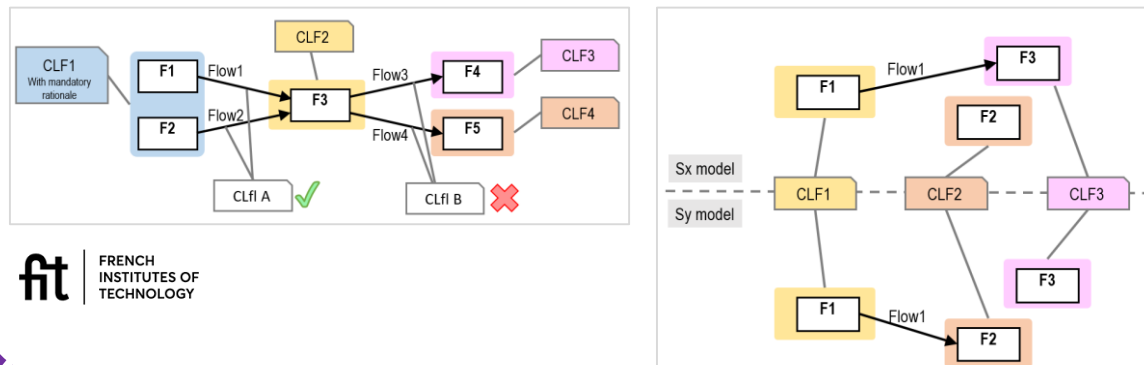 CLF1
With mandatory
rationale
F1
F2
Flow1
Flow2
CLF2
F3
Flow3
Flow4
F4
F5
CLF3
CLF4
CLfl A
CLfl B
fit
FRENCH
INSTITUTES OF
TECHNOLOGY
F1
Flow1
F3
F2
Sx model
CLF1
CLF2
CLF3
Sy model
F3
F1
Flow1
F2